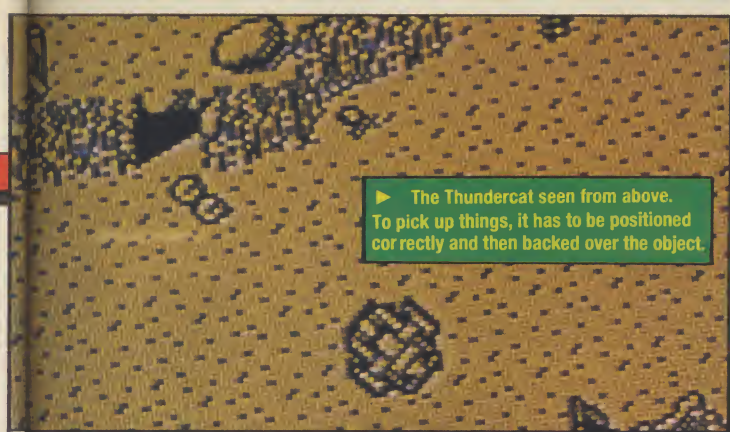 ► The Thundercat seen from above.
To pick up things, it has to be positioned
cor rectly and then backed over the object.